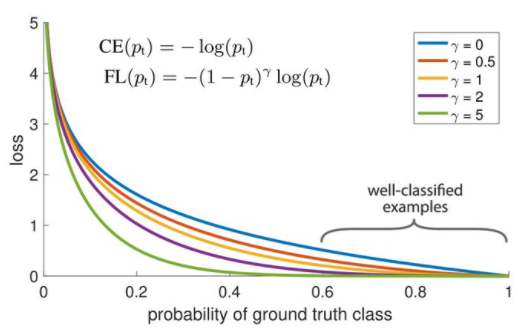 CE(pt) = − log(pt)
FL(pt) = −(1 − pt)^γ log(pt)
γ = 0
γ = 0.5
γ = 1
γ = 2
γ = 5
well-classified
examples
loss
5
4
3
2
1
0
0
0.2
0.4
0.6
0.8
1
probability of ground truth class